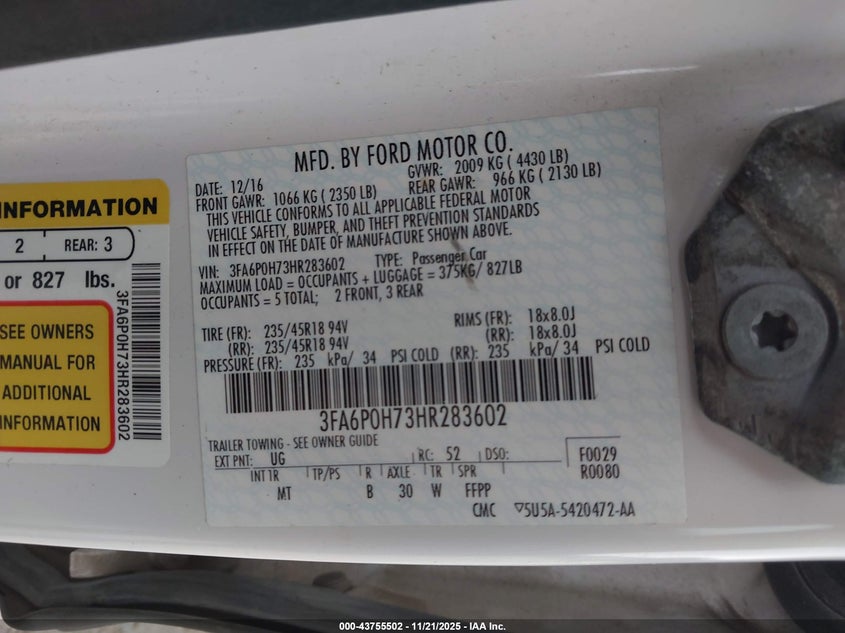 INFORMATION
2 REAR: 3
or 827 lbs.
SEE OWNERS
MANUAL FOR
ADDITIONAL
INFORMATION
3FA6P0H73HR283602
MFD. BY FORD MOTOR CO.
DATE: 12/16 GVWR: 2009 KG ( 4430 LB)
FRONT GAWR: 1066 KG ( 2350 LB) REAR GAWR: 966 KG ( 2130 LB)
THIS VEHICLE CONFORMS TO ALL APPLICABLE FEDERAL MOTOR
VEHICLE SAFETY, BUMPER, AND THEFT PREVENTION STANDARDS
IN EFFECT ON THE DATE OF MANUFACTURE SHOWN ABOVE.
VIN: 3FA6P0H73HR283602 TYPE: Passenger Car
MAXIMUM LOAD = OCCUPANTS + LUGGAGE = 375KG/ 827LB
OCCUPANTS = 5 TOTAL; 2 FRONT, 3 REAR
TIRE (FR): 235/45R18 94V RIMS (FR): 18x8.0J
(RR): 235/45R18 94V (RR): 18x8.0J
PRESSURE (FR): 235 kPa/ 34 PSI COLD (RR): 235 kPa/ 34 PSI COLD
3FA6P0H73HR283602
TRAILER TOWING - SEE OWNER GUIDE
EXT PNT: UG RC: 52 DSO: F0029
R0080
INT TR TP/PS R AXLE TR SPR
MT B 30 W FFPP
CMC ▽5U5A-5420472-AA
000-43755502 - 11/21/2025 - IAA Inc.